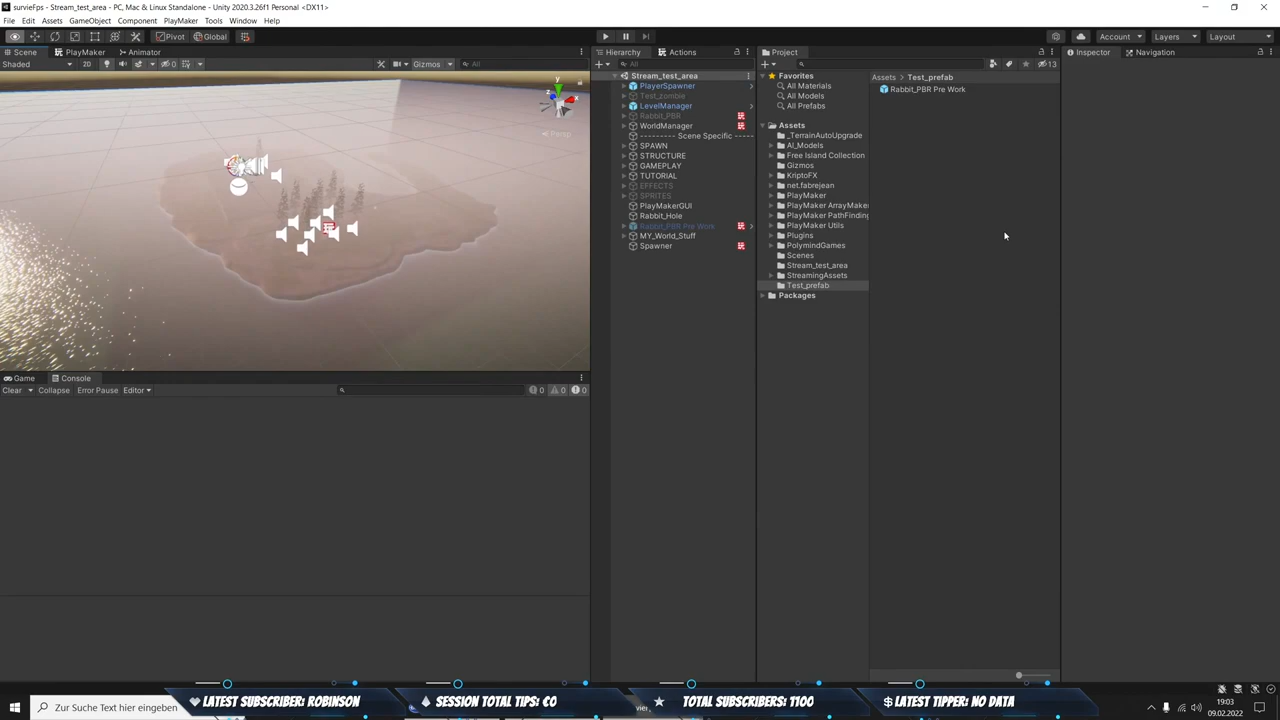 survieFps - Stream_test_area - PC, Mac & Linux Standalone - Unity 2020.3.26f1 Personal <DX11>
File Edit Assets GameObject Component PlayMaker Tools Window Help
Pivot Global Account Layers Layout
Scene PlayMaker Animator
Shaded 2D 0 Gizmos All
y
x
z
Persp
Game Console
Clear Collapse Error Pause Editor 0 0 0
Hierarchy Actions
All
Stream_test_area
PlayerSpawner
Test_zombie
LevelManager
Rabbit_PBR
WorldManager
--------- Scene Specific -----
SPAWN
STRUCTURE
GAMEPLAY
TUTORIAL
EFFECTS
SPRITES
PlayMakerGUI
Rabbit_Hole
Rabbit_PBR Pre Work
MY_World_Stuff
Spawner
Project
13
Favorites
All Materials
All Models
All Prefabs
Assets
_TerrainAutoUpgrade
AI_Models
Free Island Collection
Gizmos
KriptoFX
net.fabrejean
PlayMaker
PlayMaker ArrayMaker
PlayMaker PathFinding
PlayMaker Utils
Plugins
PolymindGames
Scenes
Stream_test_area
StreamingAssets
Test_prefab
Packages
Assets Test_prefab
Rabbit_PBR Pre Work
Inspector Navigation
LATEST SUBSCRIBER: ROBINSON
SESSION TOTAL TIPS: €0
TOTAL SUBSCRIBERS: 1100
LATEST TIPPER: NO DATA
Zur Suche Text hier eingeben
19:03
09.02.2022